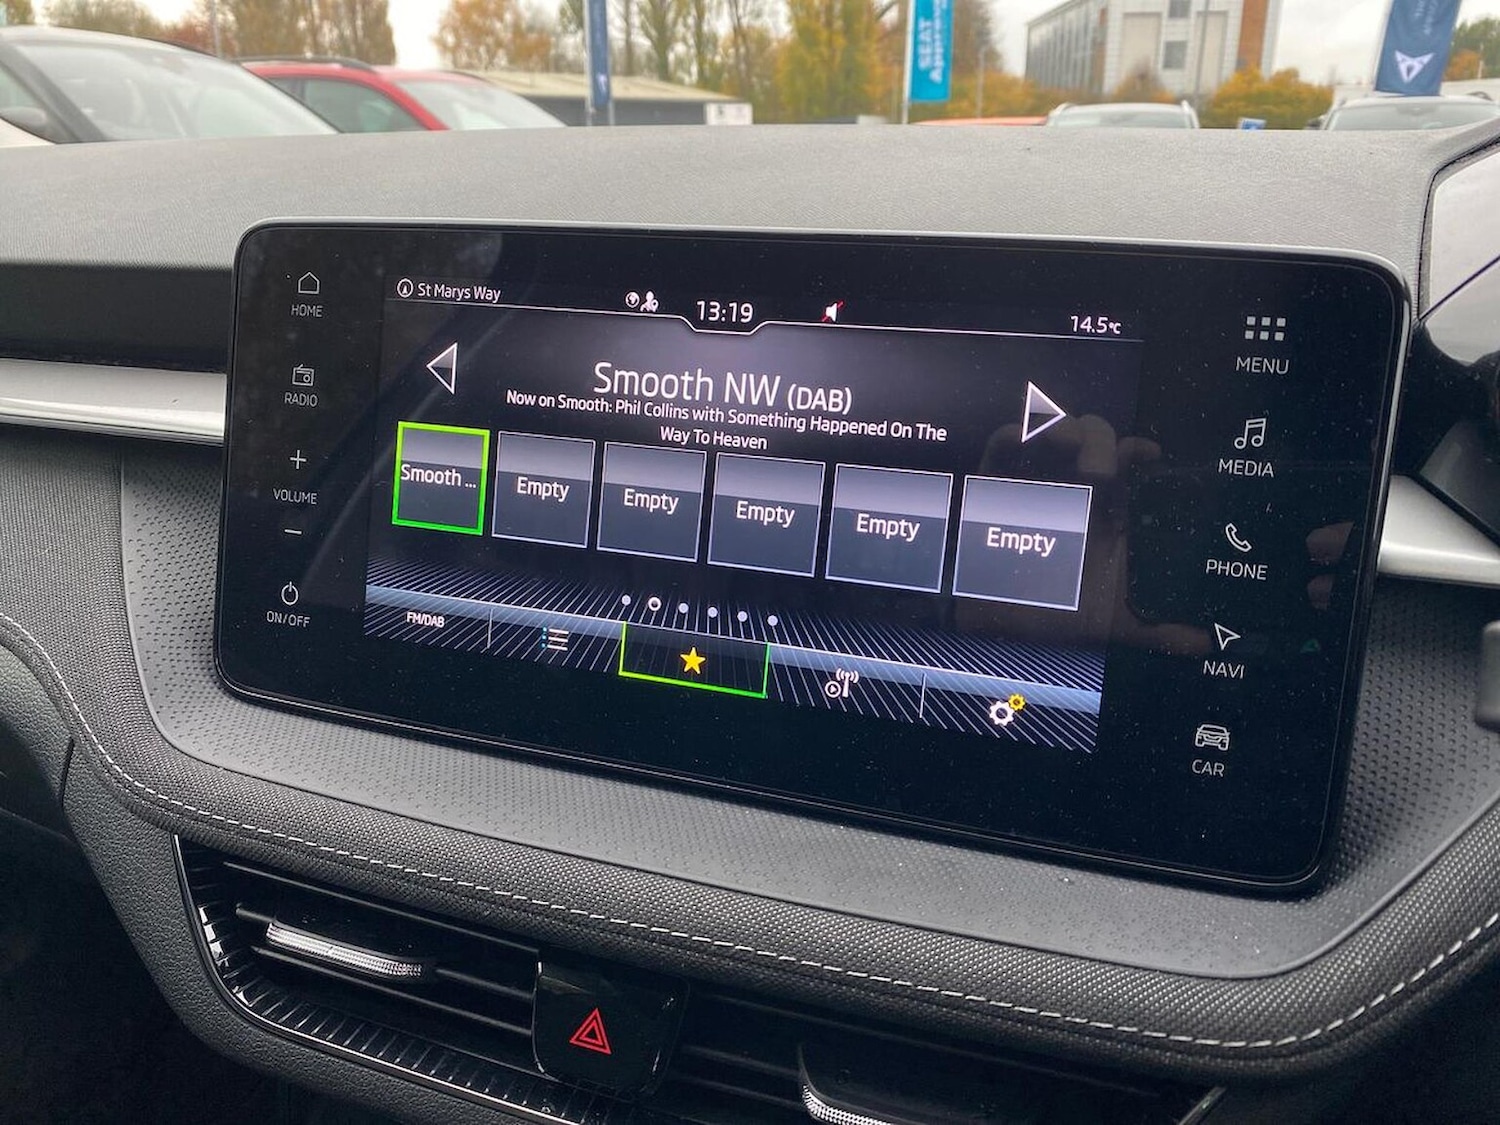 SEAT
St Marys Way
13:19
14.5°C
HOME
RADIO
VOLUME
ON/OFF
Smooth NW (DAB)
Now on Smooth: Phil Collins with Something Happened On The
Way To Heaven
Smooth ...
Empty
Empty
Empty
Empty
Empty
FM/DAB
MENU
MEDIA
PHONE
NAVI
CAR